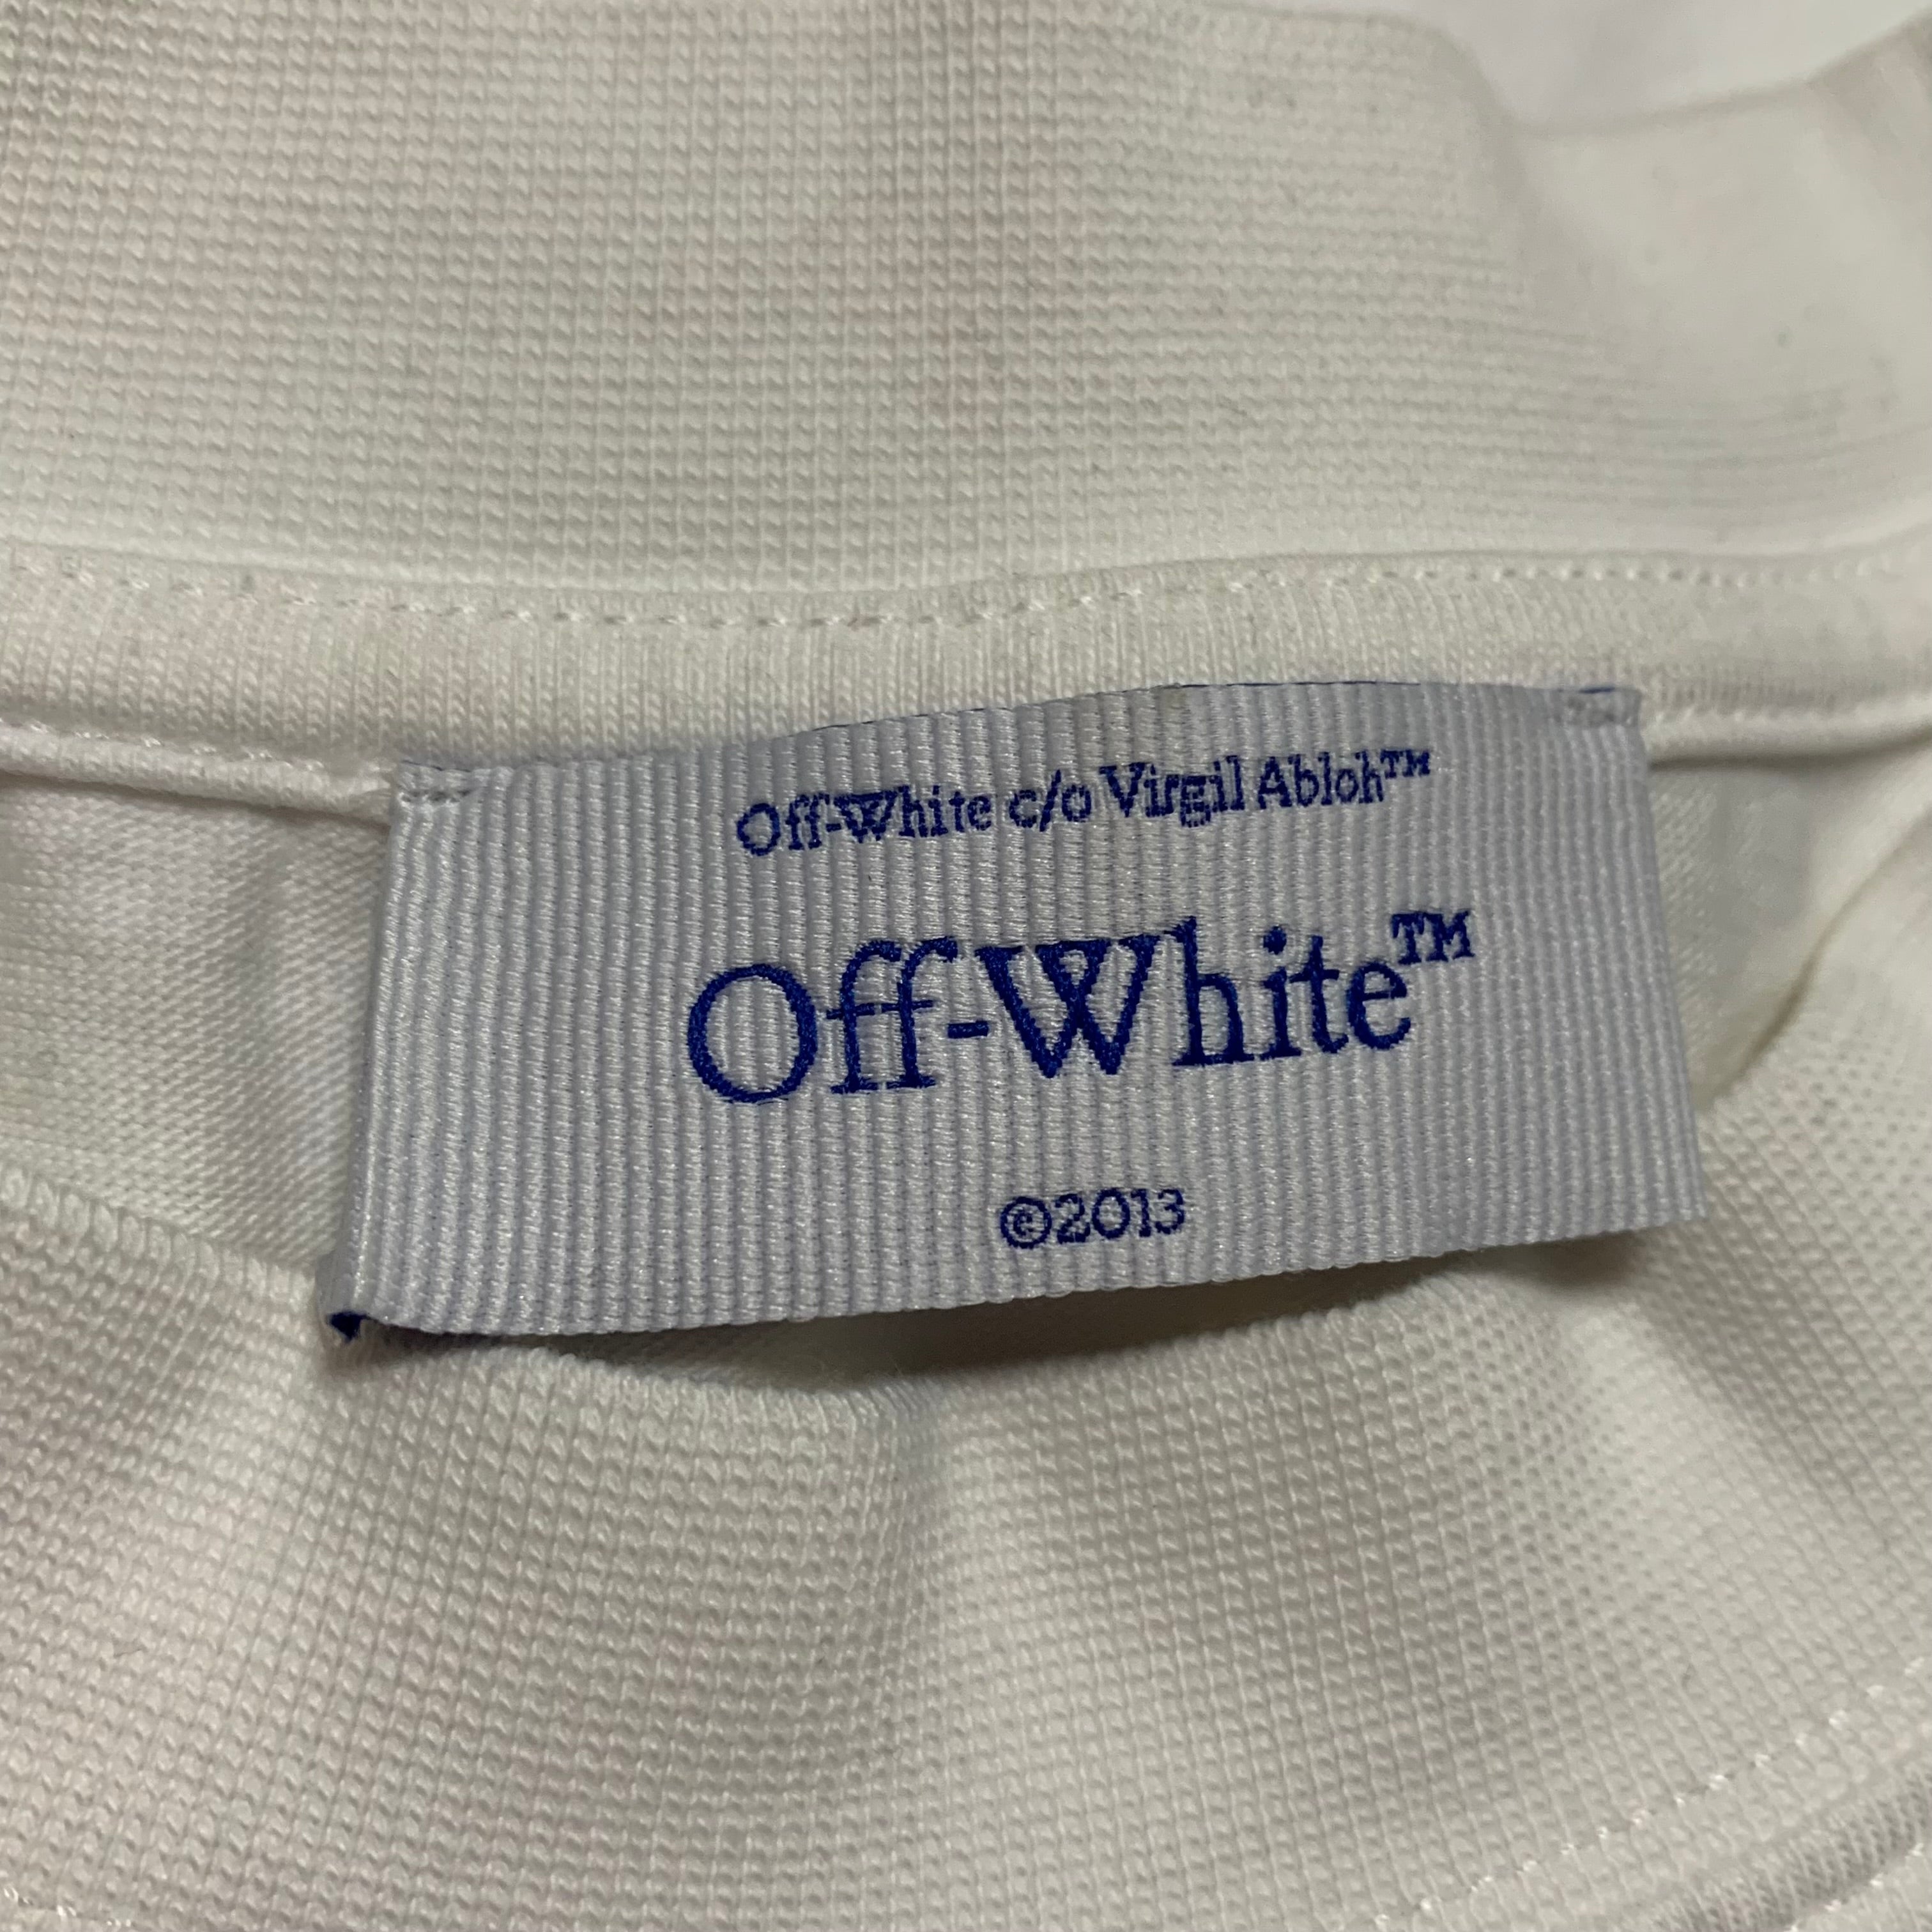 Off-White c/o Virgil Abloh™
Off-White™
©2013